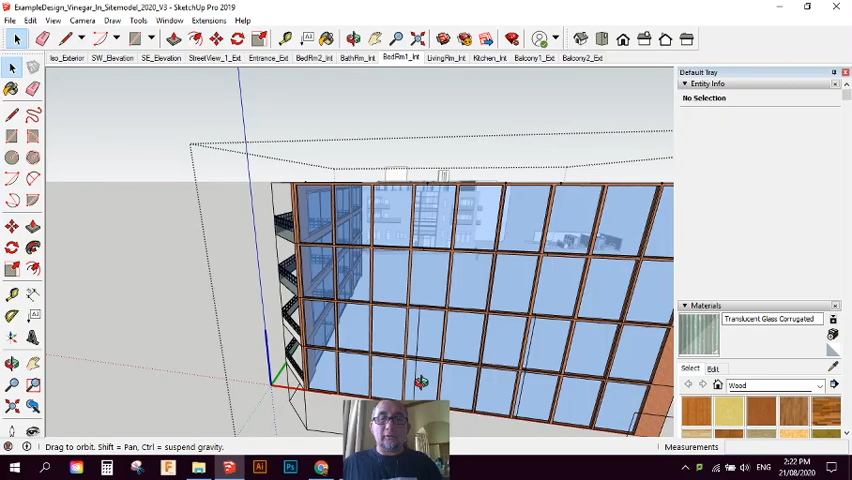 ExampleDesign_Vinegar_In_Sitemodel_2020_V3 - SketchUp Pro 2019
File Edit View Camera Draw Tools Window Extensions Help
Iso_Exterior SW_Elevation SE_Elevation StreetView_1_Ext Entrance_Ext BedRm2_Int BathRm_Int BedRm1_Int LivingRm_Int Kitchen_Int Balcony1_Ext Balcony2_Ext
Default Tray
Entity Info
No Selection
Materials
Translucent Glass Corrugated
Select Edit
Wood
Drag to orbit. Shift = Pan, Ctrl = suspend gravity.
Measurements
ENG
2:22 PM
21/08/2020